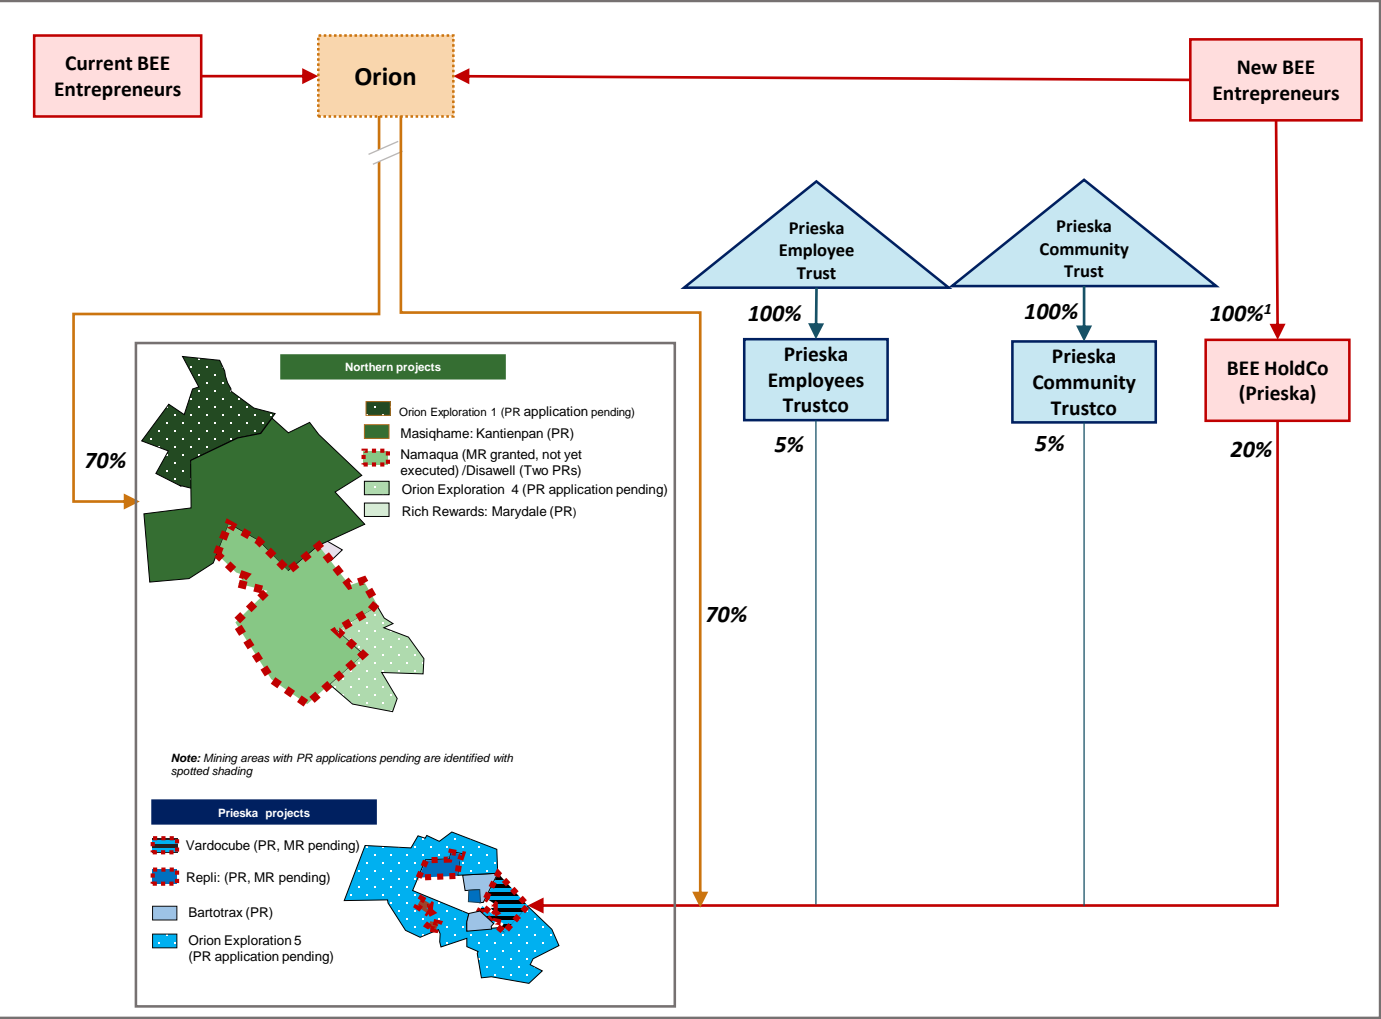 Current BEE
Entrepreneurs
Orion
New BEE
Entrepreneurs
Prieska
Employee
Trust
Prieska
Community
Trust
100%
100%
100%¹
Prieska
Employees
Trustco
Prieska
Community
Trustco
BEE HoldCo
(Prieska)
5%
5%
20%
70%
70%
Northern projects
Orion Exploration 1 (PR application pending)
Masiqhame: Kantienpan (PR)
Namaqua (MR granted, not yet
executed) /Disawell (Two PRs)
Orion Exploration 4 (PR application pending)
Rich Rewards: Marydale (PR)
Note: Mining areas with PR applications pending are identified with
spotted shading
Prieska projects
Vardocube (PR, MR pending)
Repli: (PR, MR pending)
Bartotrax (PR)
Orion Exploration 5
(PR application pending)